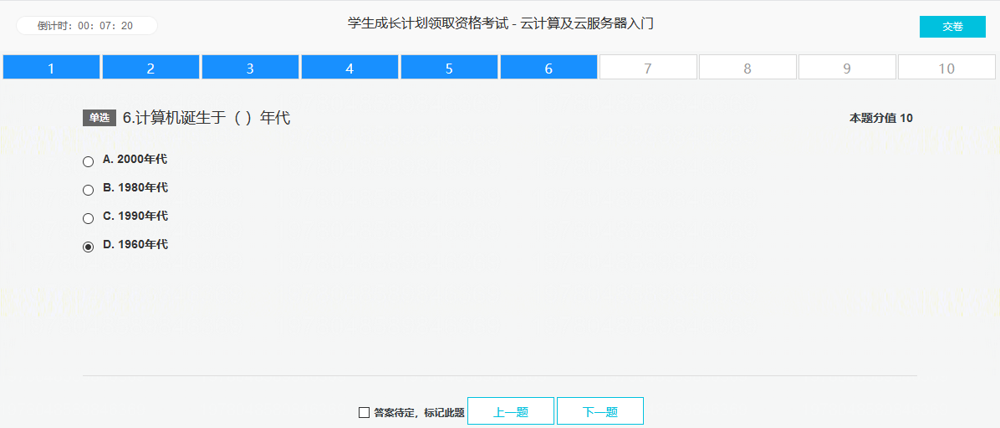 倒计时：00：07：20
学生成长计划领取资格考试 - 云计算及云服务器入门
交卷
1 2 3 4 5 6 7 8 9 10
单选 6.计算机诞生于（ ）年代 本题分值 10
A. 2000年代
B. 1980年代
C. 1990年代
D. 1960年代
答案待定，标记此题 上一题 下一题